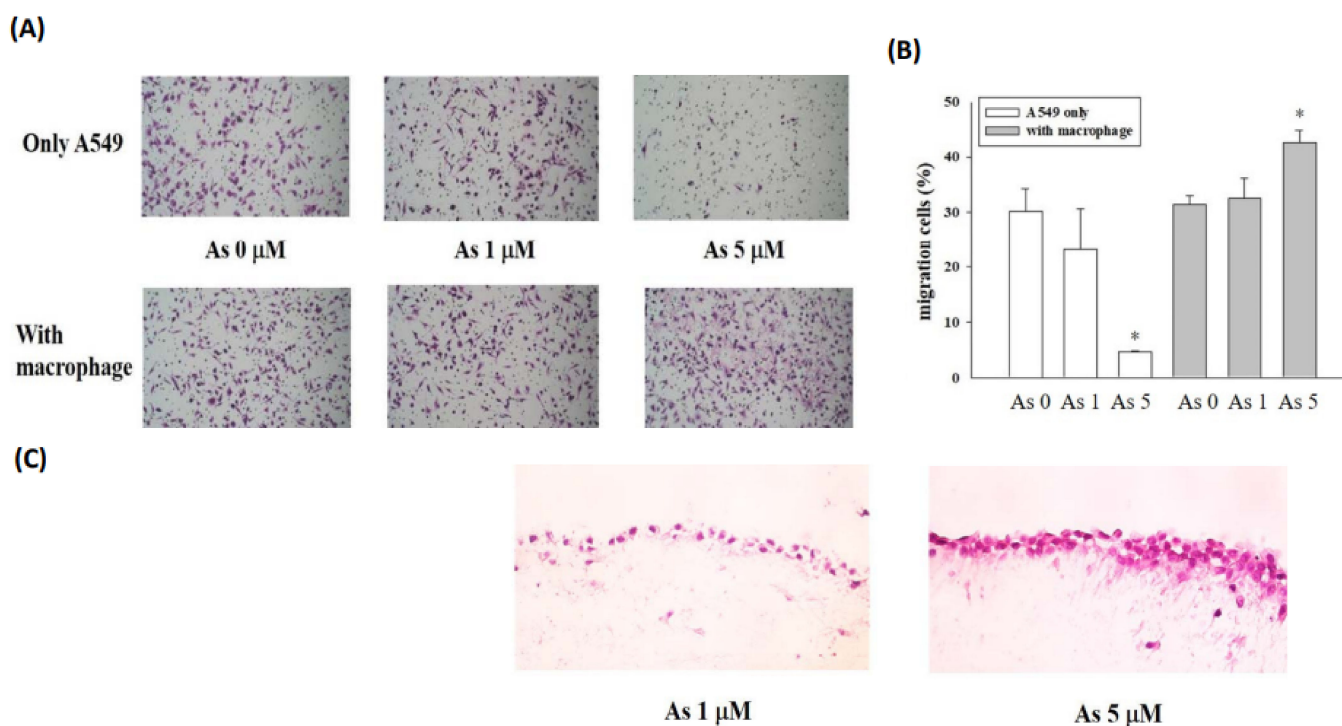 (A)
Only A549
As 0 μM
As 1 μM
As 5 μM
With
macrophage
(B)
50
40
30
20
10
0
migration cells (%)
A549 only
with macrophage
*
*
As 0
As 1
As 5
As 0
As 1
As 5
(C)
As 1 μM
As 5 μM